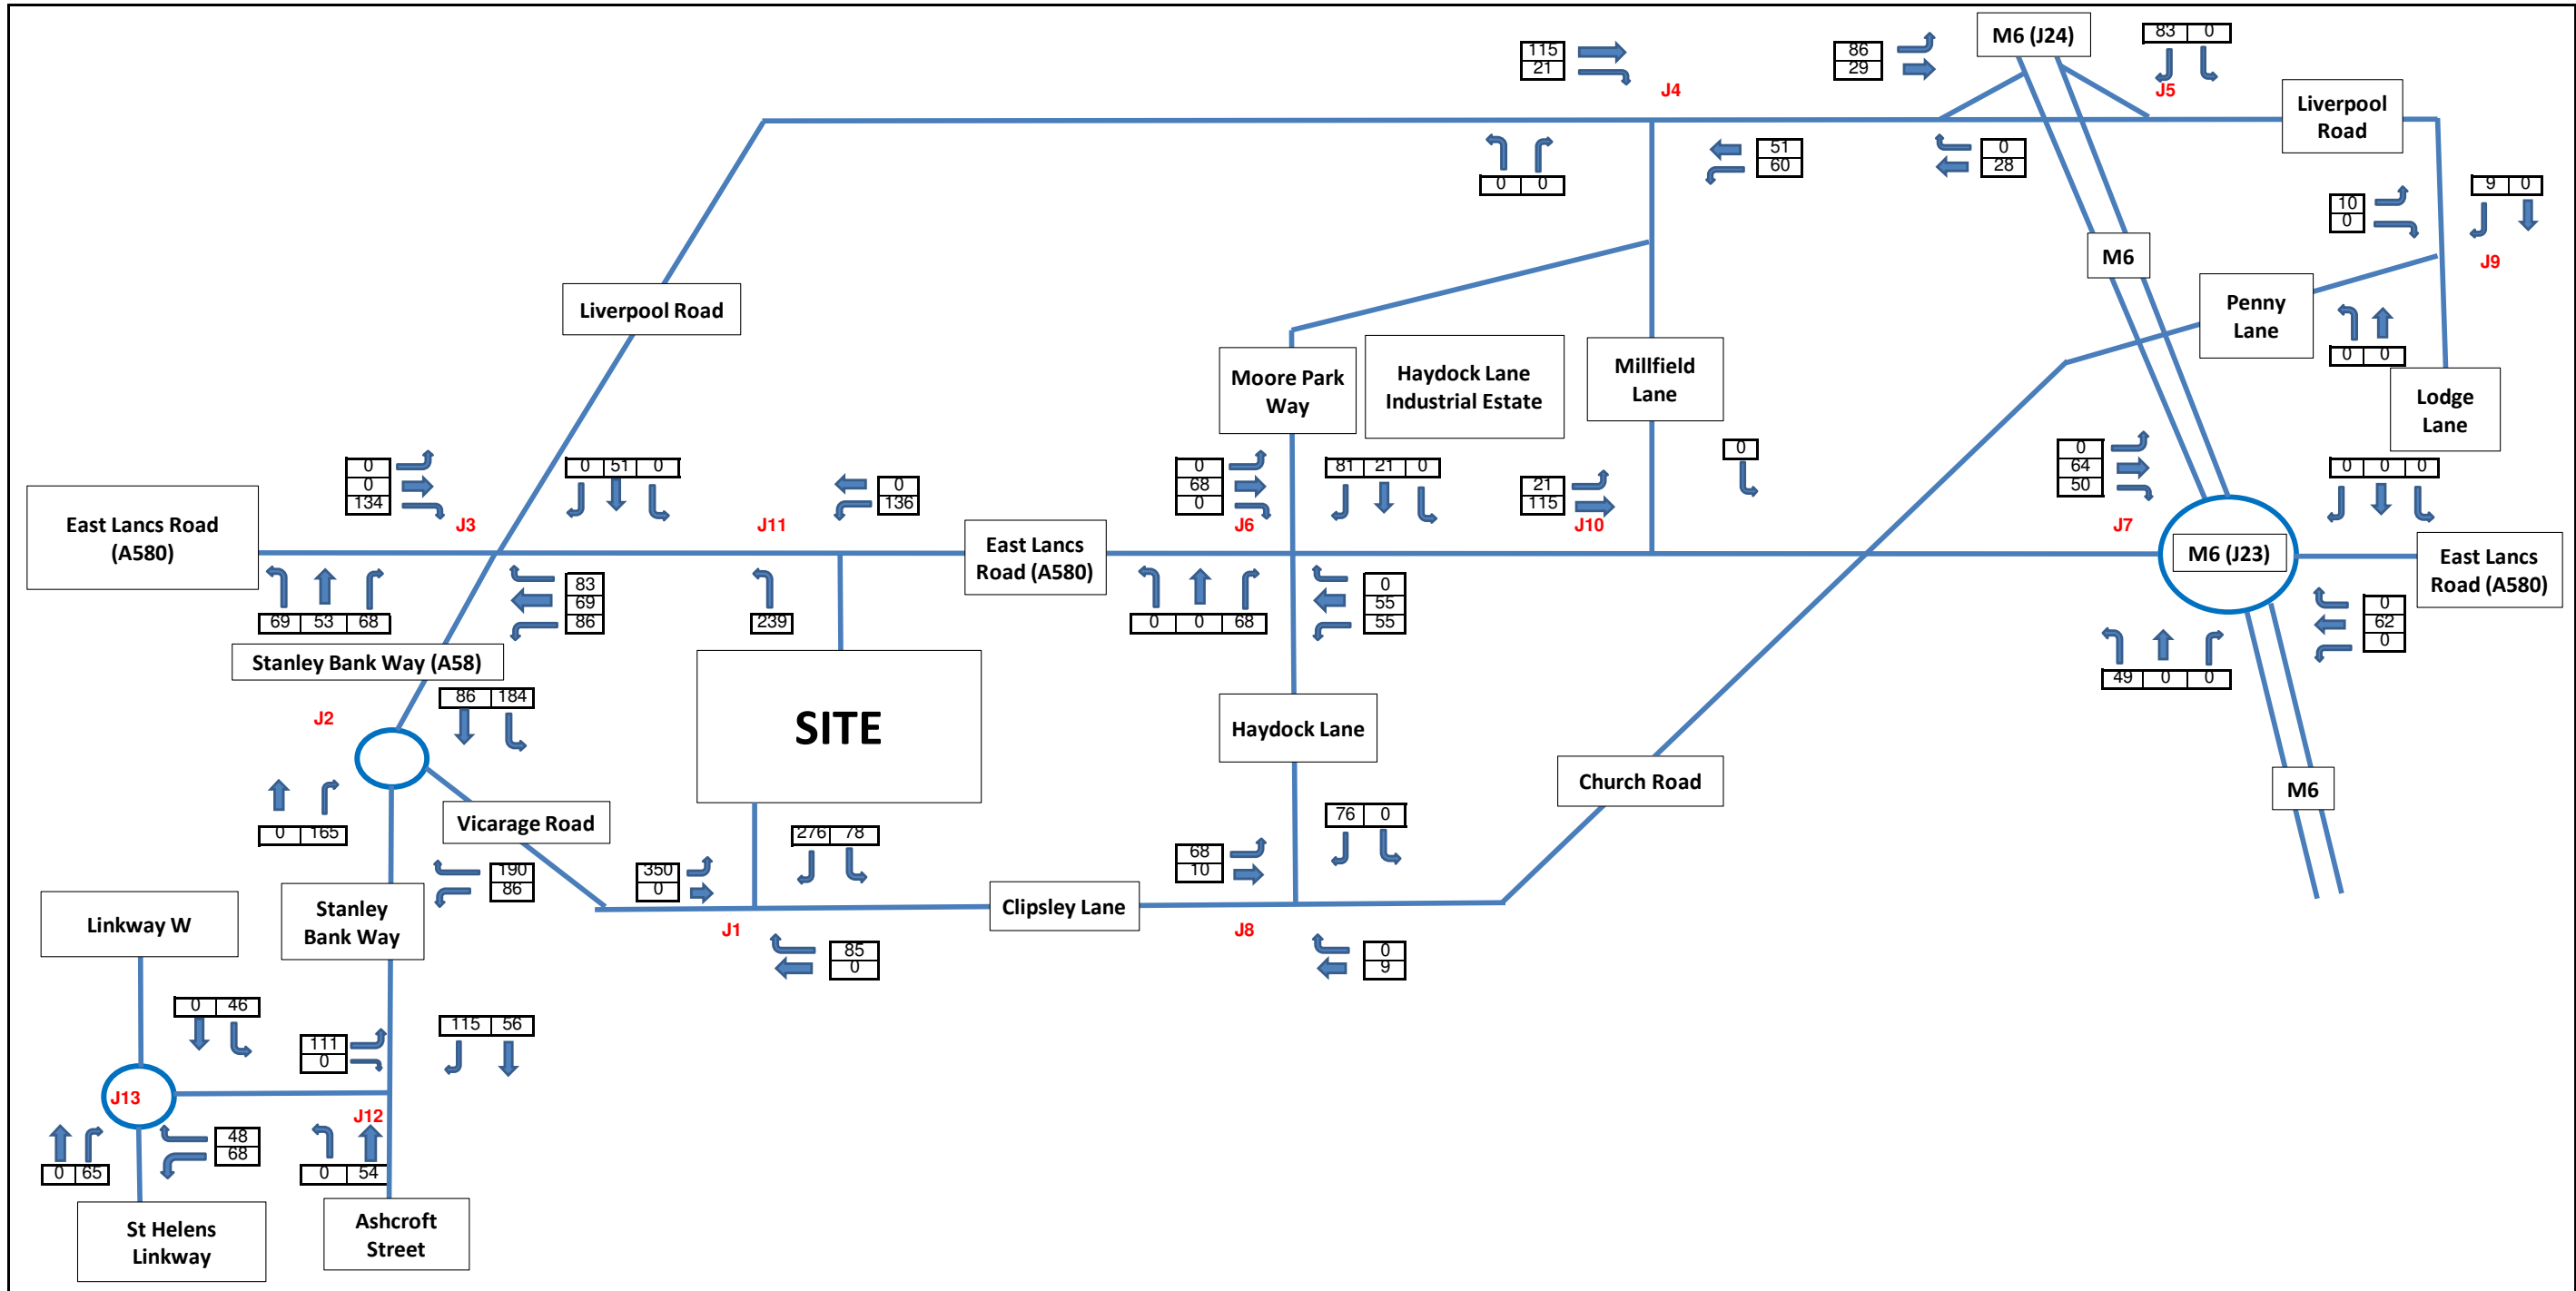 M6 (J24)
83 0
115
21
86
29
J4
J5
Liverpool
Road
0 0
51
60
0
28
9 0
10
0
J9
M6
Penny
Lane
0 0
Liverpool Road
Moore Park
Way
Haydock Lane
Industrial Estate
Millfield
Lane
Lodge
Lane
0
0
134
0 51 0
0
136
0
68
0
81 21 0
21
115
0
0
64
50
0 0 0
East Lancs Road
(A580)
J3
J11
East Lancs
Road (A580)
J6
J10
J7
M6 (J23)
East Lancs
Road (A580)
69 53 68
83
69
86
239
0 0 68
0
55
55
0
62
0
49 0 0
Stanley Bank Way (A58)
86 184
J2
SITE
Haydock Lane
Church Road
M6
0 165
Vicarage Road
276 78
76 0
190
86
350
0
68
10
Linkway W
Stanley
Bank Way
Clipsley Lane
J1
J8
85
0
0
9
0 46
111
0
115 56
J13
J12
0 65
48
68
0 54
St Helens
Linkway
Ashcroft
Street